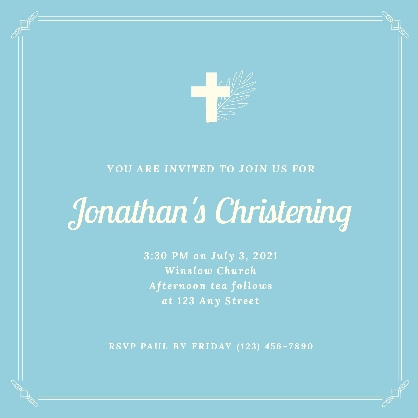 YOU ARE INVITED TO JOIN US FOR
Jonathan's Christening
3:30 PM on July 3, 2021
Winslow Church
Afternoon tea follows
at 123 Any Street
RSVP PAUL BY FRIDAY (123) 456-7890